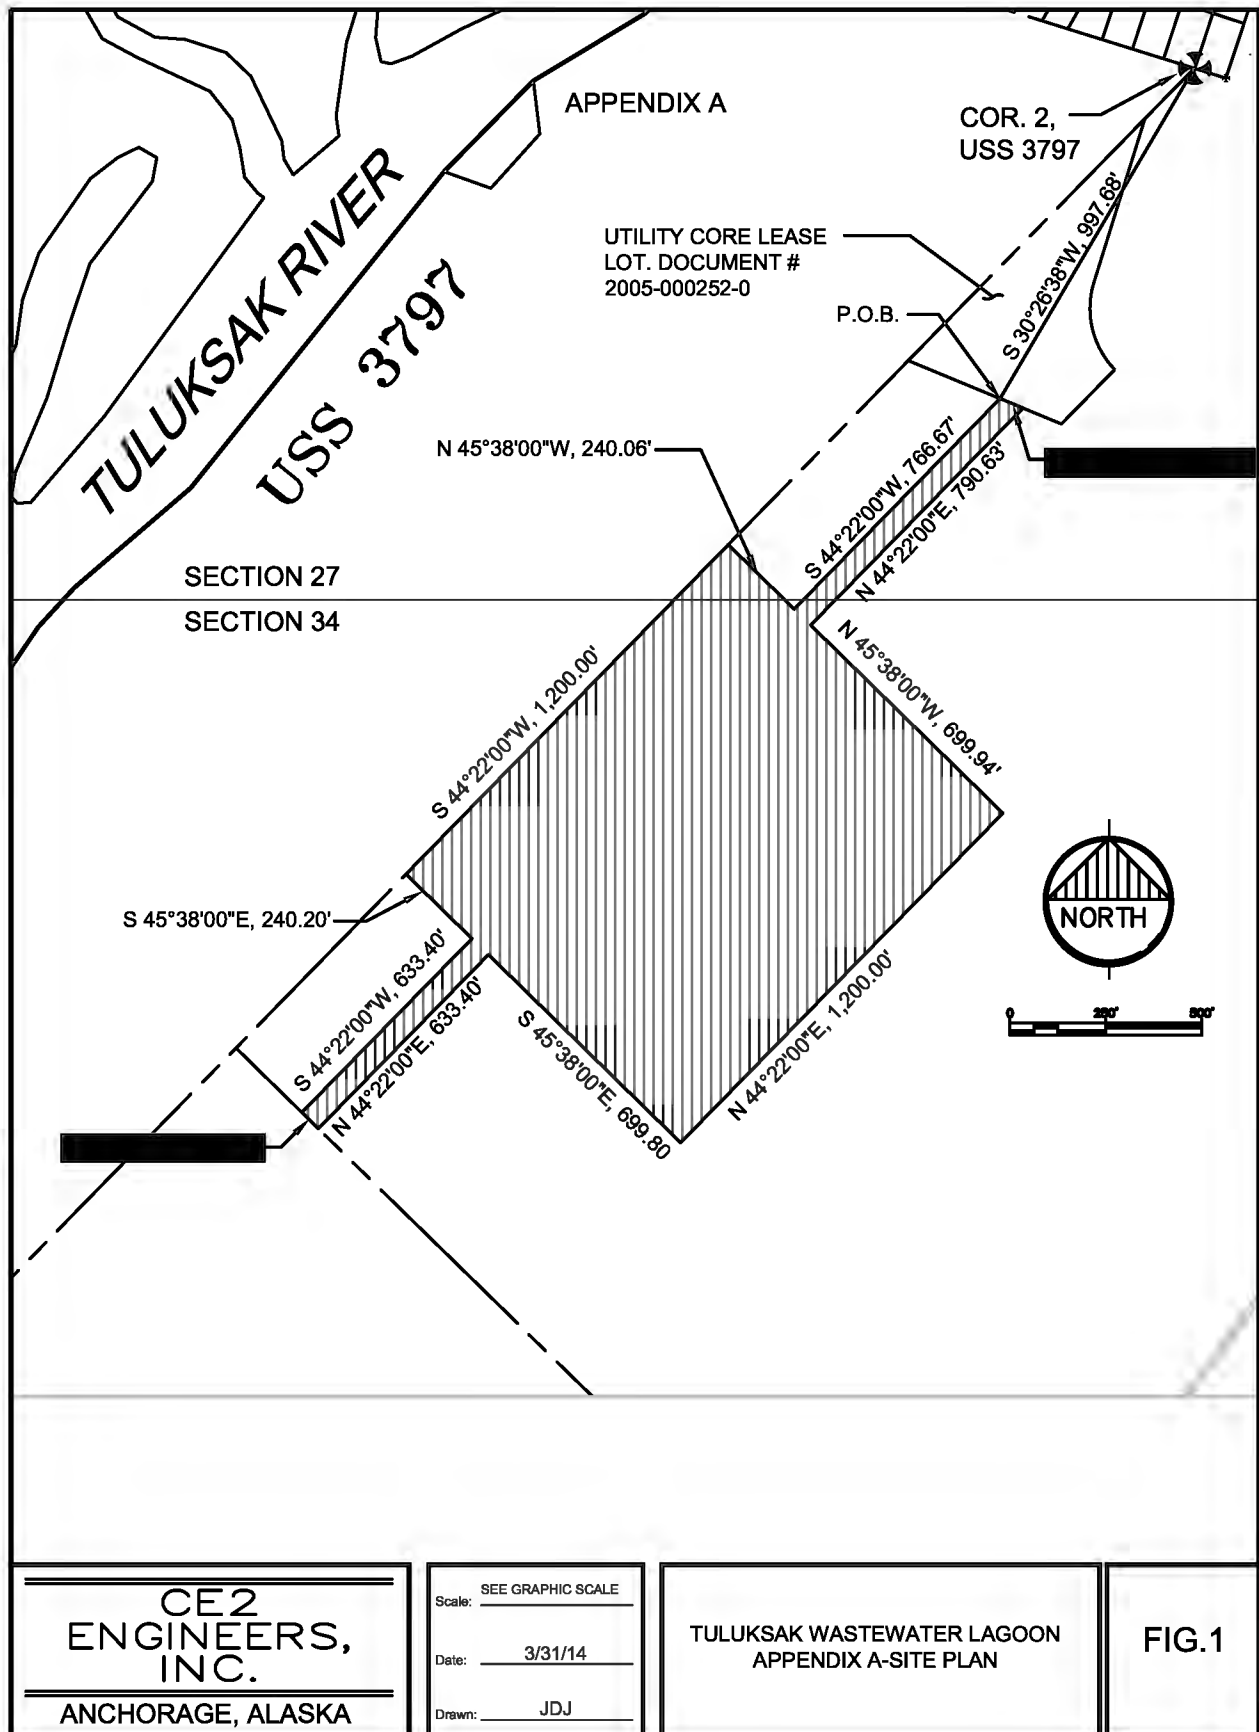 APPENDIX A
COR. 2,
USS 3797
TULUKSAK RIVER
USS 3797
UTILITY CORE LEASE
LOT. DOCUMENT #
2005-000252-0
P.O.B.
S 30°26'38"W, 997.68'
N 45°38'00"W, 240.06'
S 44°22'00"W, 766.67'
N 44°22'00"E, 790.63'
SECTION 27
SECTION 34
N 45°38'00"W, 699.94'
S 44°22'00"W, 1,200.00'
S 45°38'00"E, 240.20'
S 44°22'00"W, 633.40'
N 44°22'00"E, 633.40'
S 45°38'00"E, 699.80
N 44°22'00"E, 1,200.00'
NORTH
0 250' 500'
CE2
ENGINEERS,
INC.
ANCHORAGE, ALASKA
Scale: SEE GRAPHIC SCALE
Date: 3/31/14
Drawn: JDJ
TULUKSAK WASTEWATER LAGOON
APPENDIX A-SITE PLAN
FIG.1